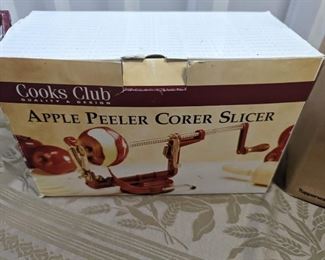 Cooks Club
QUALITY & DESIGN
APPLE PEELER CORER SLICER